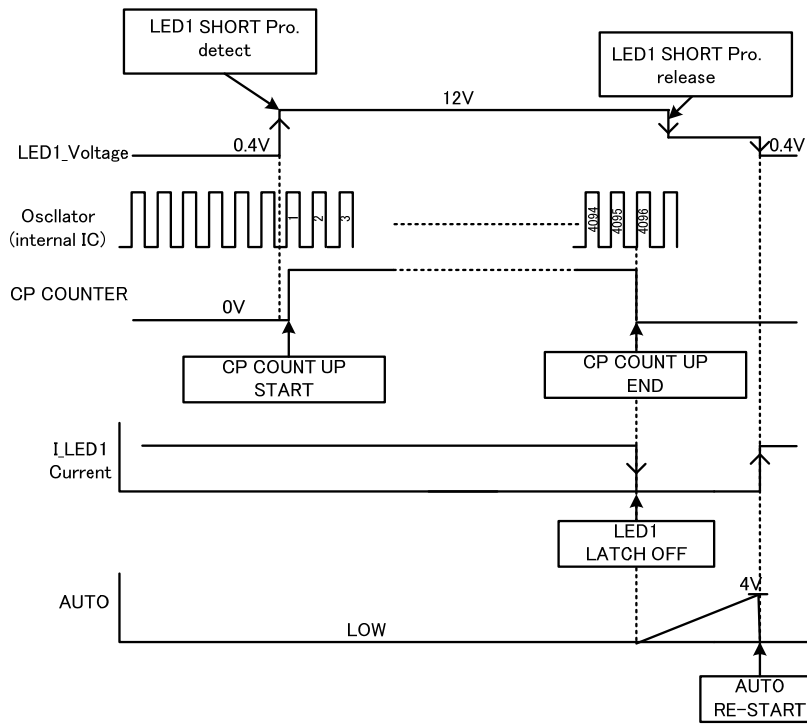 LED1 SHORT Pro.
detect
LED1 SHORT Pro.
release
12V
LED1_Voltage
0.4V
0.4V
Oscllator
(internal IC)
1
2
3
4094
4095
4096
CP COUNTER
0V
CP COUNT UP
START
CP COUNT UP
END
I_LED1
Current
LED1
LATCH OFF
AUTO
LOW
4V
AUTO
RE-START